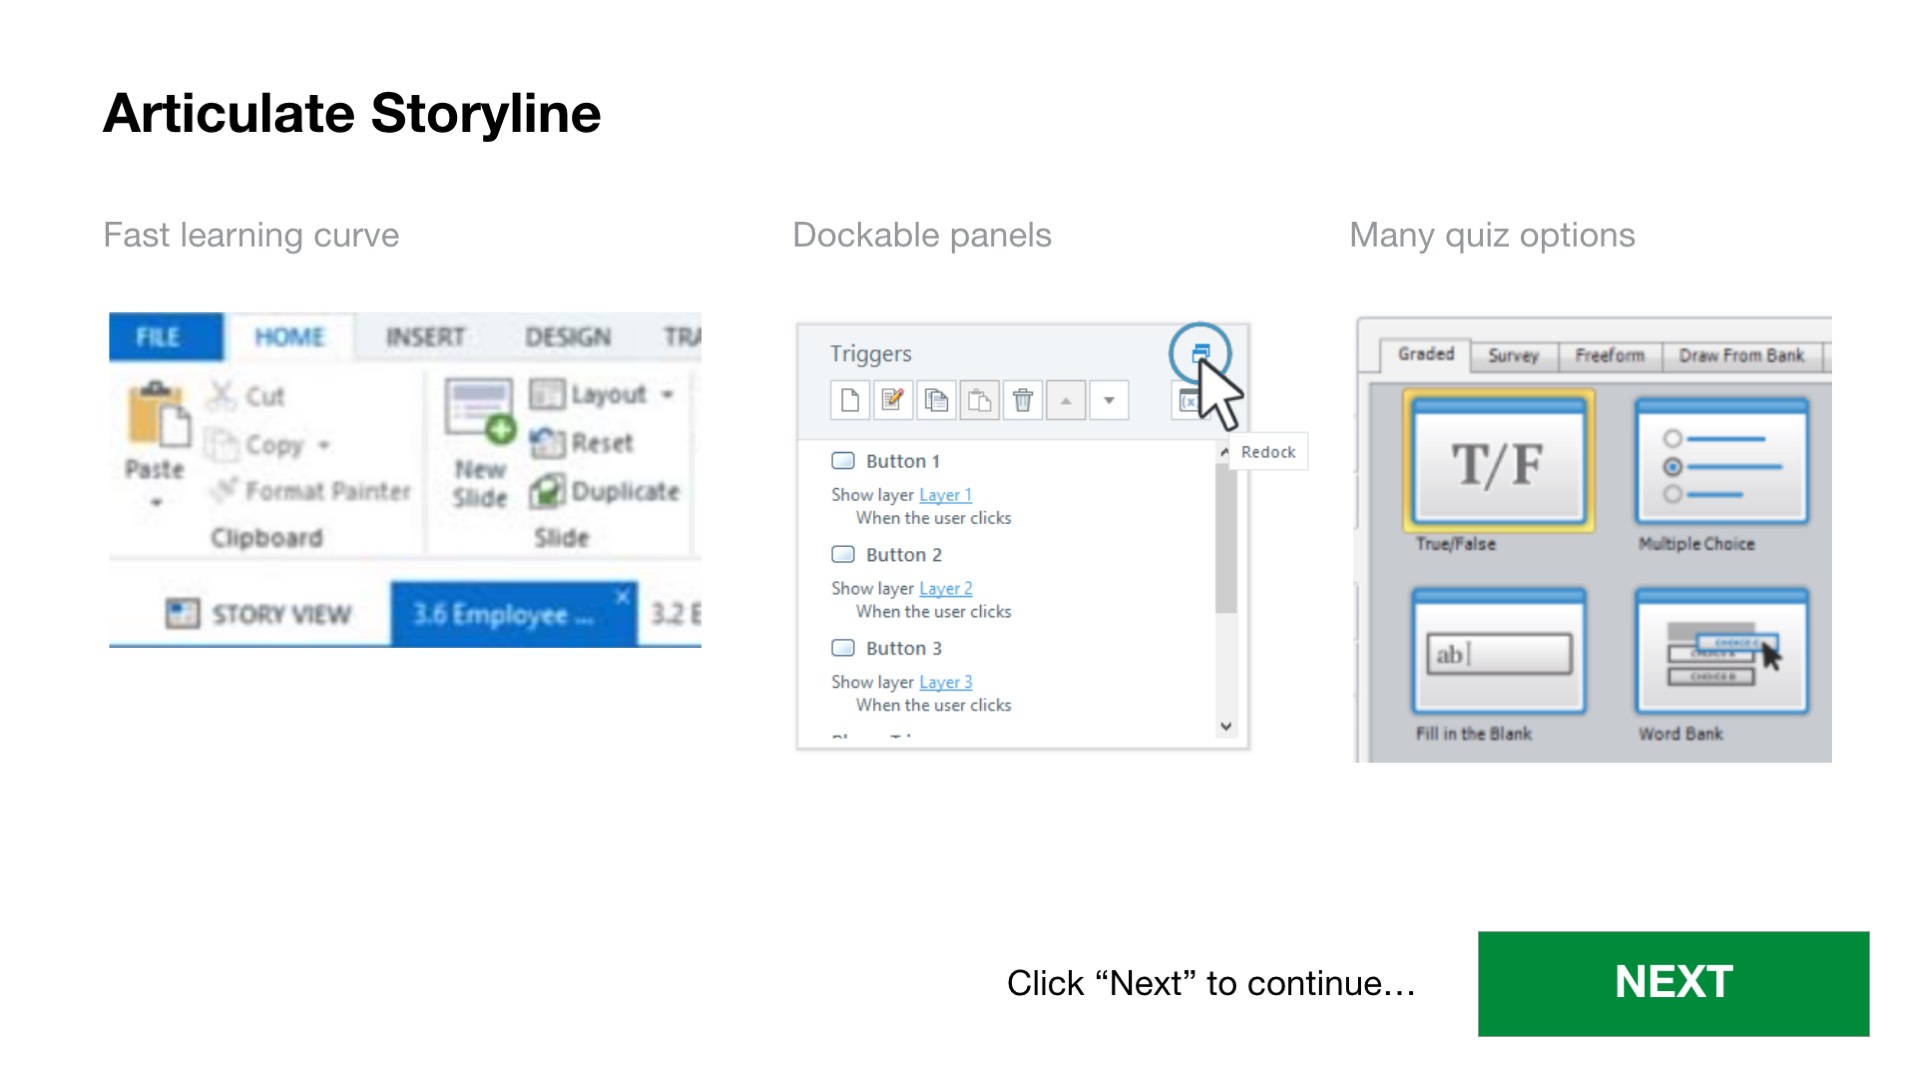 Articulate Storyline
Fast learning curve
FILE HOME INSERT DESIGN
Cut
Copy
Format Painter
Paste
Clipboard
New
Slide
Layout
Reset
Duplicate
Slide
STORY VIEW 3.6 Employee ... 3.2 E
Dockable panels
Triggers
Redock
Button 1
Show layer Layer 1
When the user clicks
Button 2
Show layer Layer 2
When the user clicks
Button 3
Show layer Layer 3
When the user clicks
Many quiz options
Graded Survey Freeform Draw From Bank
T/F
True/False
Multiple Choice
ab
Fill in the Blank
Word Bank
Click “Next” to continue…
NEXT